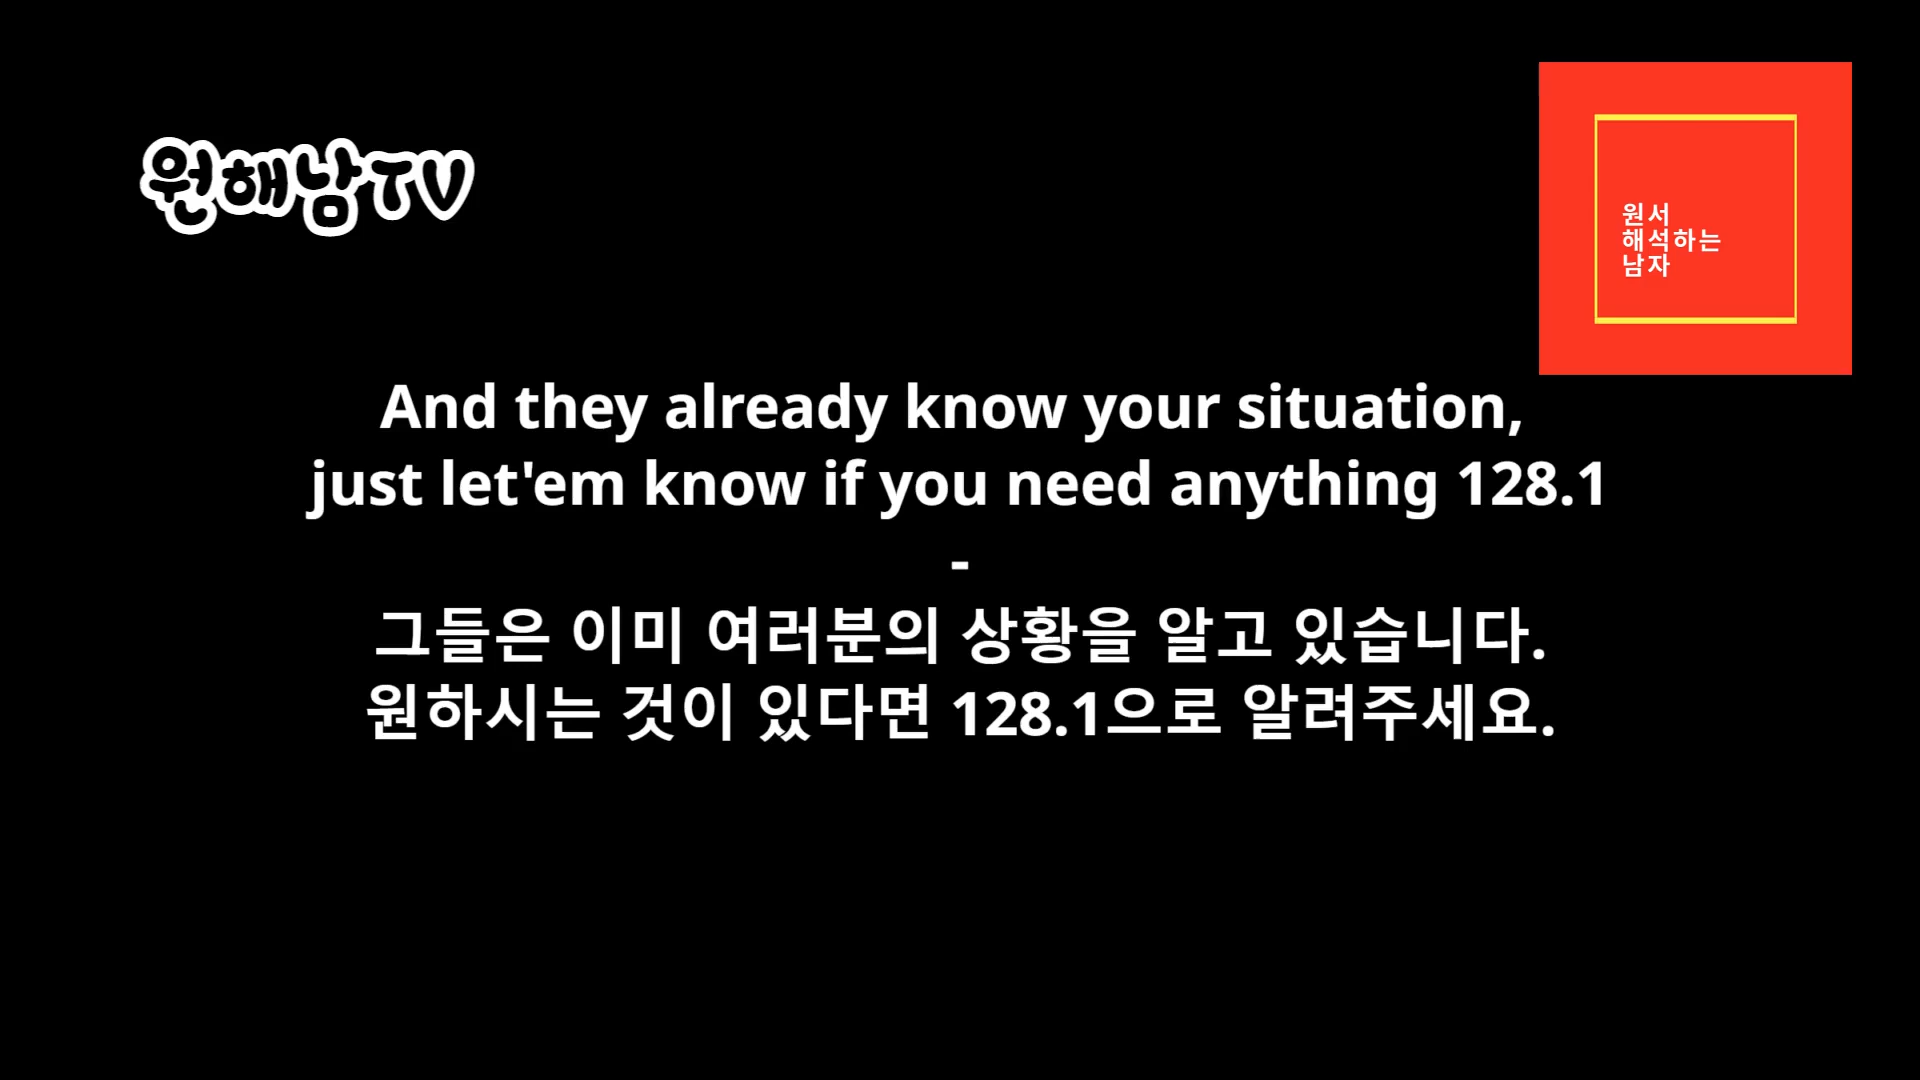 원해남TV
원서
해석하는
남자
And they already know your situation,
just let'em know if you need anything 128.1
-
그들은 이미 여러분의 상황을 알고 있습니다.
원하시는 것이 있다면 128.1으로 알려주세요.